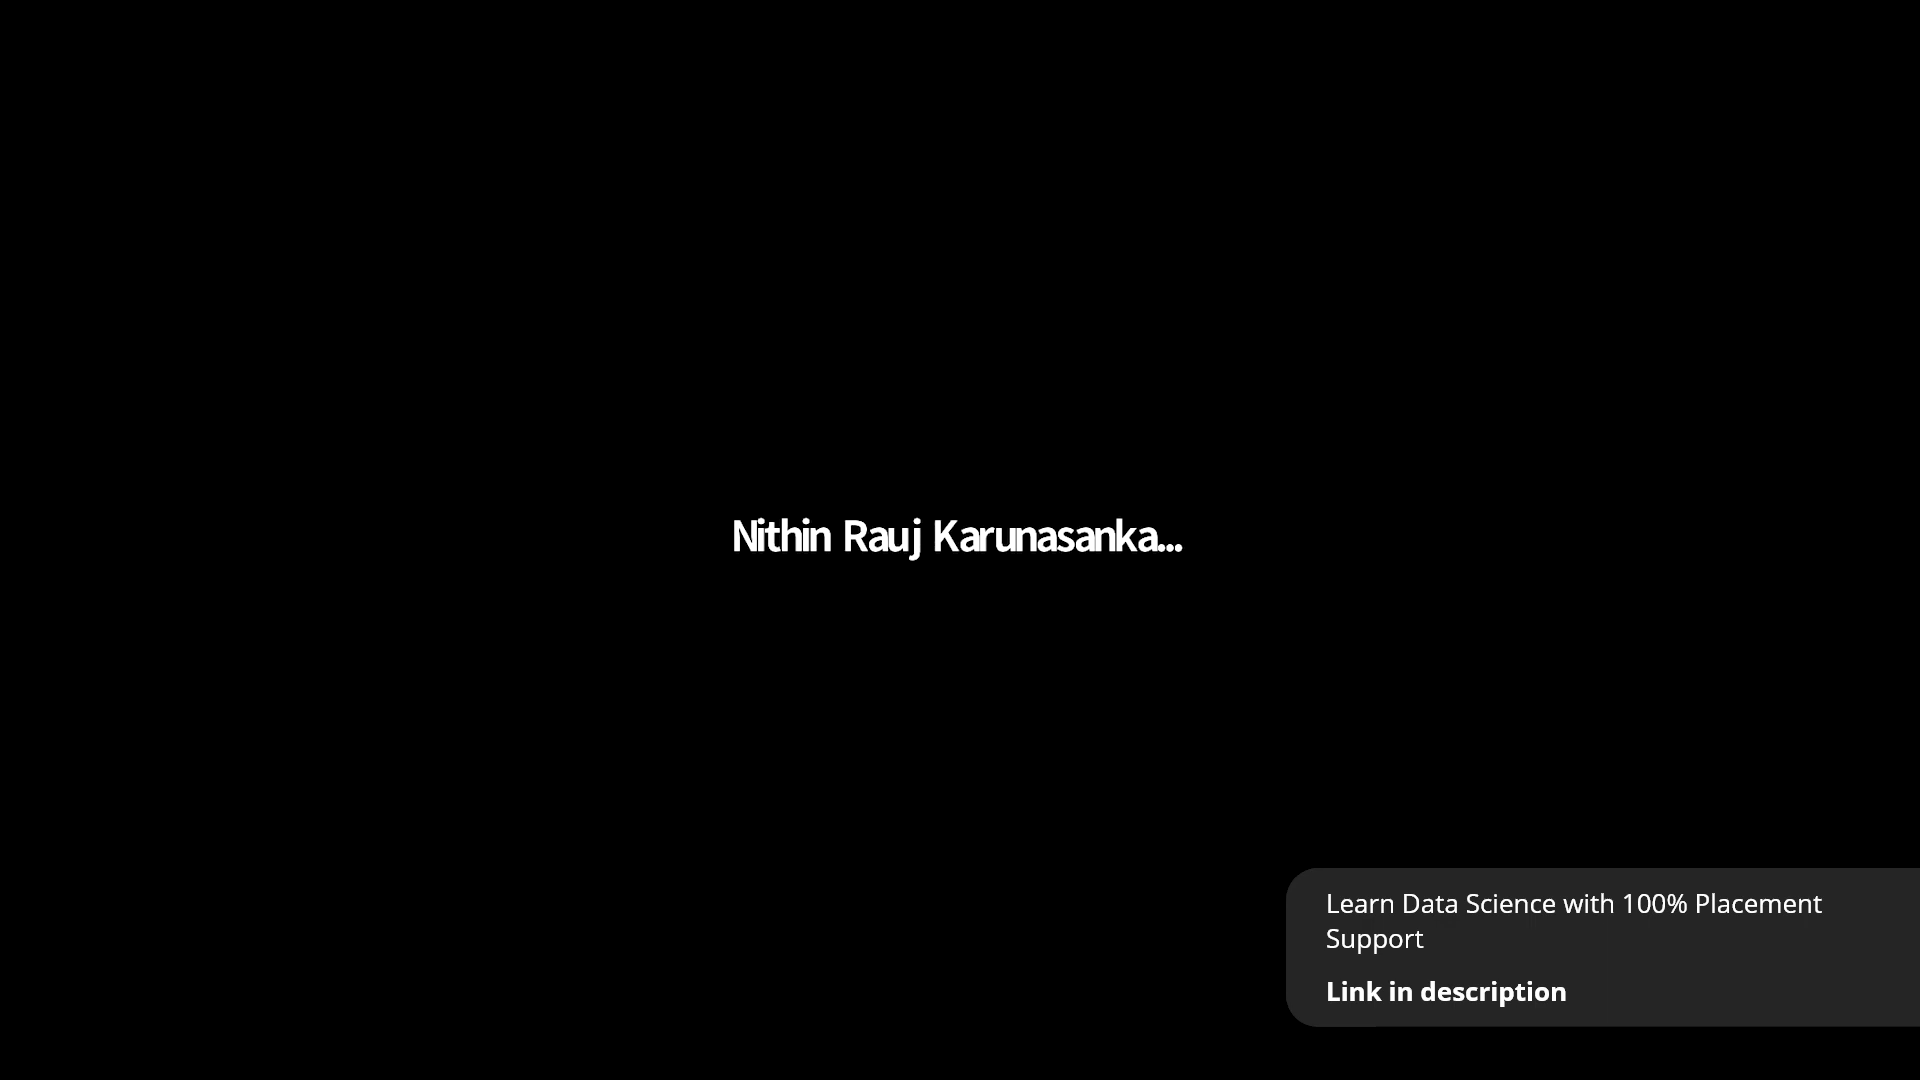 Nithin Rauj Karunasanka...
Learn Data Science with 100% Placement
Support
Link in description